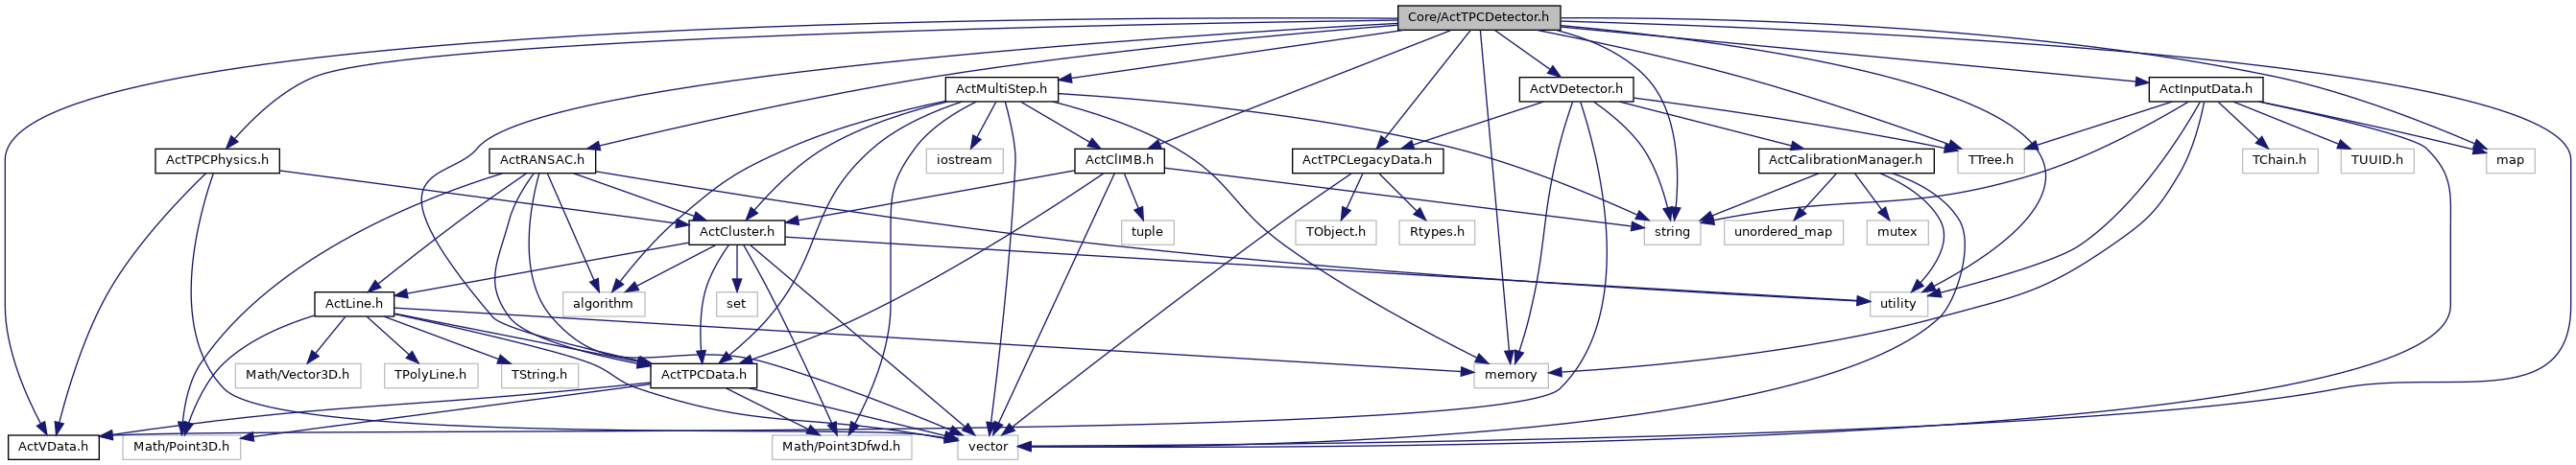 Core/ActTPCDetector.h
ActMultiStep.h
ActVDetector.h
ActInputData.h
ActTPCPhysics.h
ActRANSAC.h
iostream
ActClIMB.h
ActTPCLegacyData.h
ActCalibrationManager.h
TTree.h
TChain.h
TUUID.h
map
ActCluster.h
tuple
TObject.h
Rtypes.h
string
unordered_map
mutex
ActLine.h
algorithm
set
utility
Math/Vector3D.h
TPolyLine.h
TString.h
ActTPCData.h
memory
ActVData.h
Math/Point3D.h
Math/Point3Dfwd.h
vector